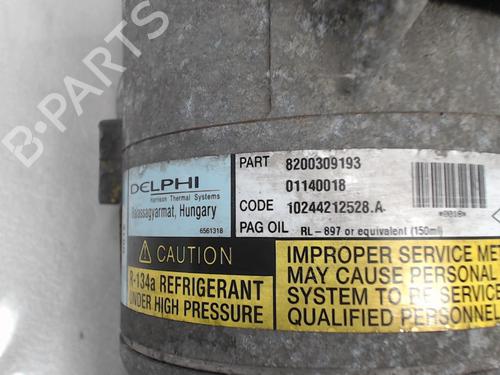 DELPHI
Harrison Thermal Systems
Balassagyarmat, Hungary
6561318
PART 8200309193
01140018
CODE 10244212528.A
PAG OIL RL-897 or equivalent (150ml)
*0018*
CAUTION
R-134a REFRIGERANT
UNDER HIGH PRESSURE
IMPROPER SERVICE MET
MAY CAUSE PERSONAL
SYSTEM TO BE SERVICE
QUALIFIED PERSONNEL
B-PARTS